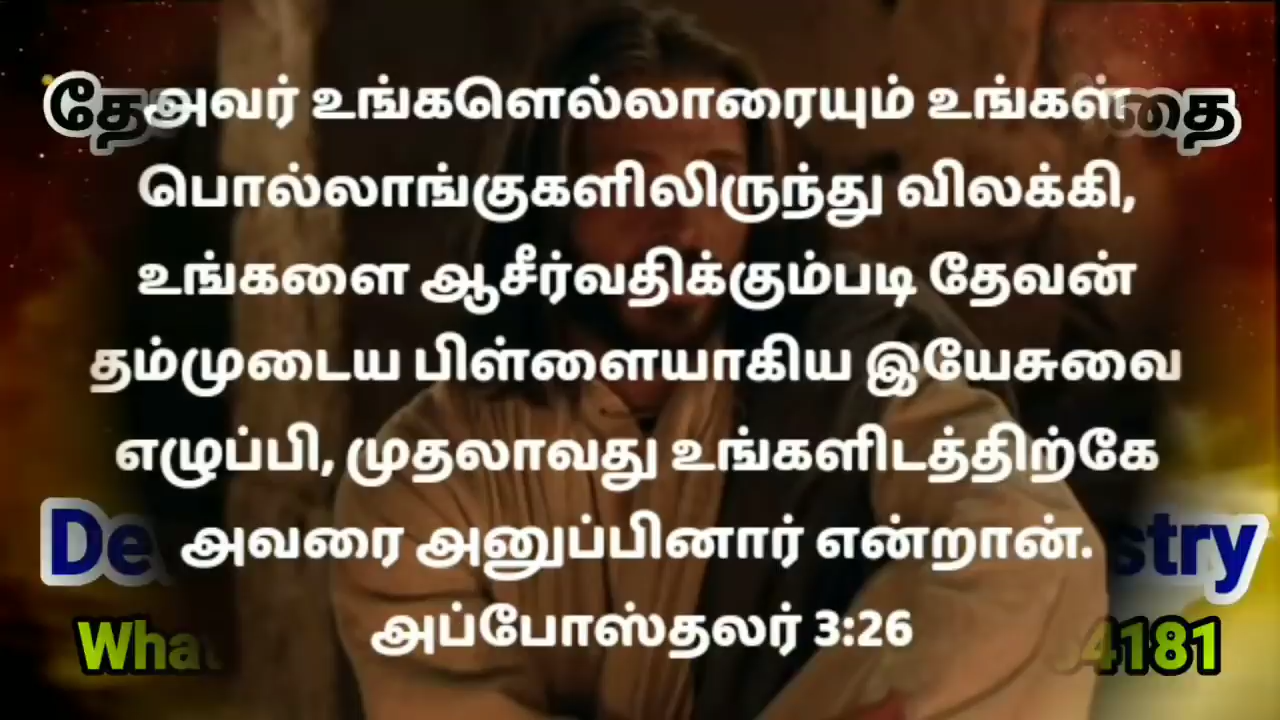 அவர் உங்களெல்லாரையும் உங்கள்
பொல்லாங்குகளிலிருந்து விலக்கி,
உங்களை ஆசீர்வதிக்கும்படி தேவன்
தம்முடைய பிள்ளையாகிய இயேசுவை
எழுப்பி, முதலாவது உங்களிடத்திற்கே
அவரை அனுப்பினார் என்றான்.
அப்போஸ்தலர் 3:26